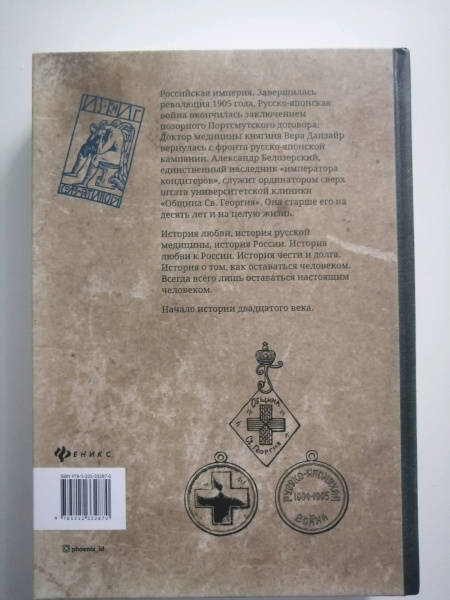 Российская империя. Завершилась
революция 1905 года, Русско-японская
война окончилась заключением
позорного Портсмутского договора.
Доктор медицины княгиня Вера Данзайр
вернулась с фронта русско-японской
кампании. Александр Белозерский,
единственный наследник «императора
кондитеров», служит ординатором сверх
штата университетской клиники
«Община Св. Георгия». Она старше его на
десять лет и на целую жизнь.
История любви, история русской
медицины, история России. История
любви к России. История чести и долга.
История о том, как оставаться человеком.
Всегда всего лишь оставаться настоящим
человеком.
Начало истории двадцатого века.
ИЗ КНИГ
ОБЩИНА
Св. ГЕОРГИЯ
РУССКО-ЯПОНСКАЯ
1904-1905
ВОЙНА
ФЕНИКС
phoenix_id